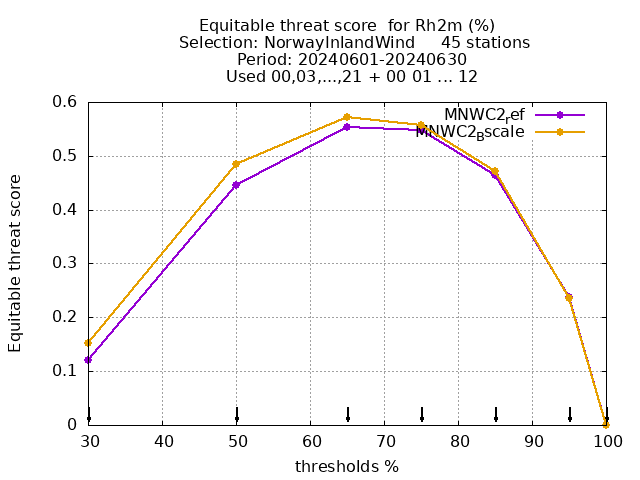 Equitable threat score  for Rh2m (%)
Selection: NorwayInlandWind     45 stations
Period: 20240601-20240630
Used 00,03,...,21 + 00 01 ... 12
MNWC2ref
MNWC2Bscale
Equitable threat score
0.6
0.5
0.4
0.3
0.2
0.1
0
30 40 50 60 70 80 90 100
thresholds %